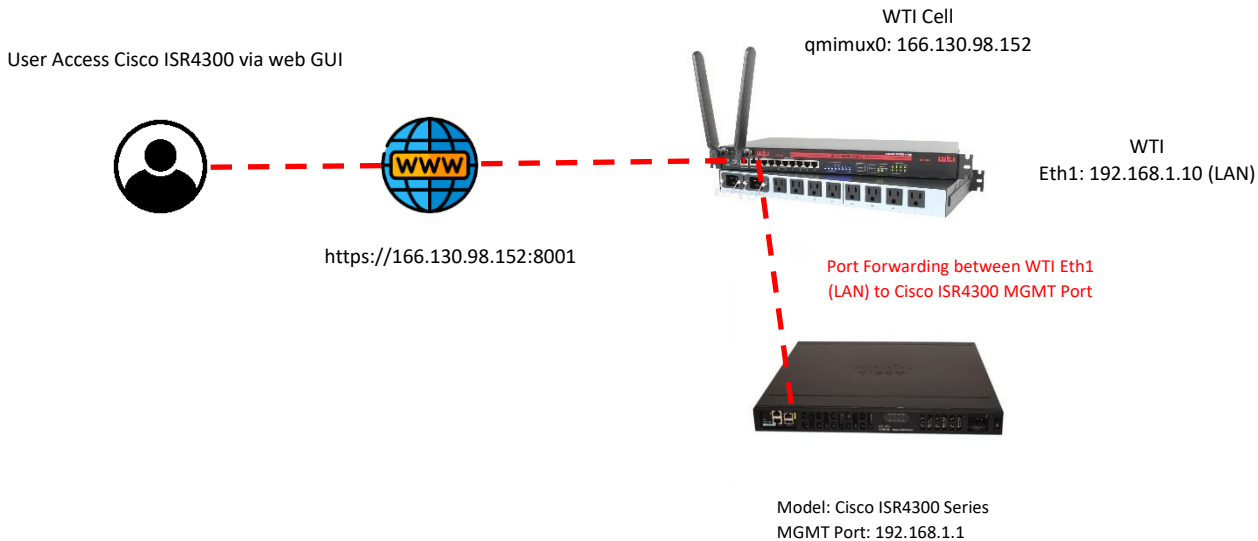 WTI Cell
qmimux0: 166.130.98.152
User Access Cisco ISR4300 via web GUI
WWW
wti
WTI
Eth1: 192.168.1.10 (LAN)
https://166.130.98.152:8001
Port Forwarding between WTI Eth1
(LAN) to Cisco ISR4300 MGMT Port
Model: Cisco ISR4300 Series
MGMT Port: 192.168.1.1